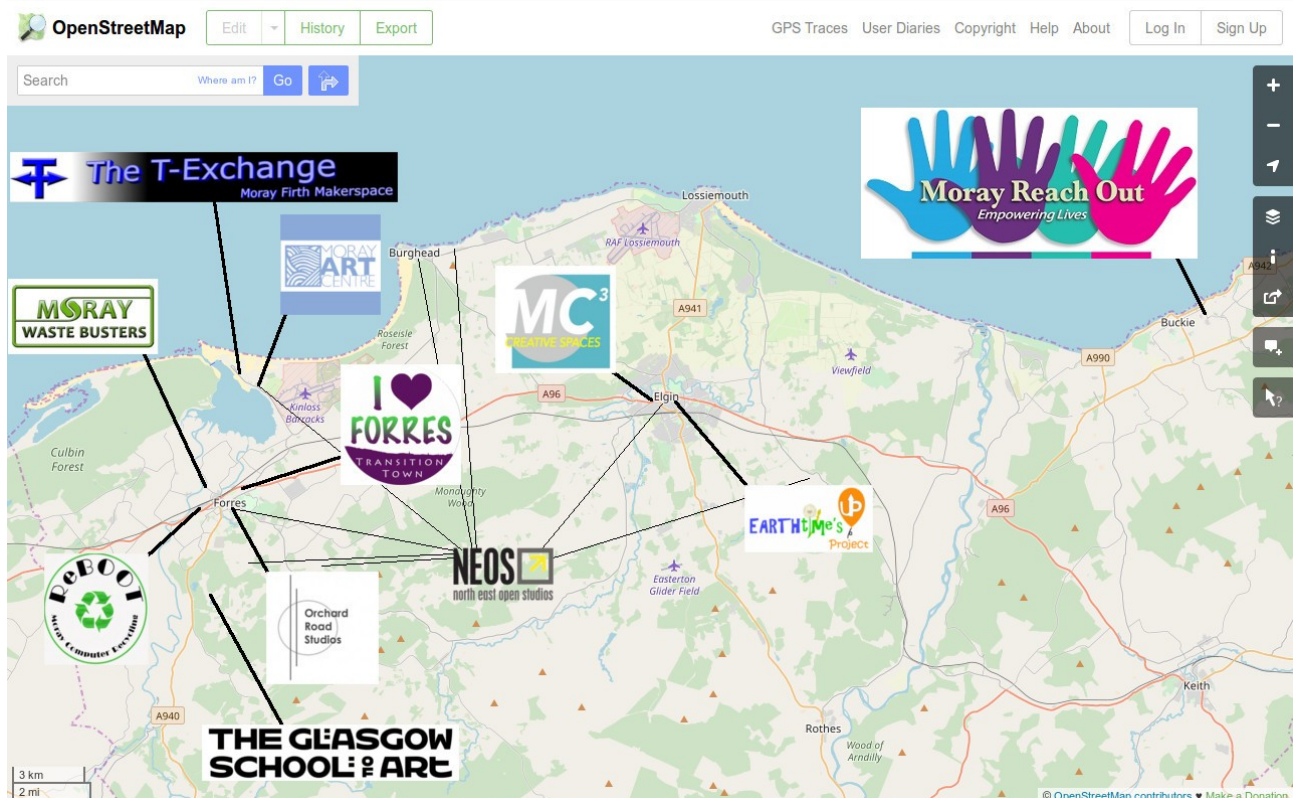 OpenStreetMap
Edit
History
Export
GPS Traces
User Diaries
Copyright
Help
About
Log In
Sign Up
Search
Where am I?
Go
The T-Exchange
Moray Firth Makerspace
Moray Reach Out
Empowering Lives
Lossiemouth
RAF Lossiemouth
MORAY
ART
CENTRE
Burghead
A942
MORAY
WASTE BUSTERS
MC3
CREATIVE SPACES
A941
Buckie
Roseisle
Forest
A990
Viewfield
Kinloss
Barracks
I
FORRES
TRANSITION
TOWN
A96
Elgin
Culbin
Forest
Monaughty
Wood
Forres
EARTHtime's
UP
PROJECT
A96
NEOS
north east open studios
Easterton
Glider Field
ReBOOT
Moray Computer Recycling
Orchard
Road
Studios
Keith
A940
THE GLASGOW
SCHOOL OF ART
Rothes
Wood of
Arndilly
3 km
2 mi
© OpenStreetMap contributors ♥ Make a Donation